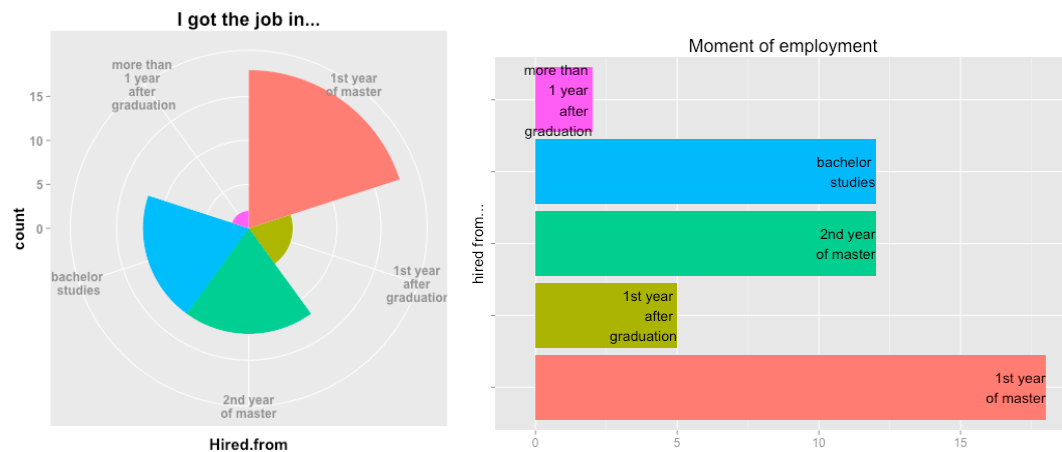 I got the job in...
more than
1 year
after
graduation
1st year
of master
15
10
5
0
count
bachelor
studies
1st year
after
graduation
2nd year
of master
Hired.from
Moment of employment
more than
1 year
after
graduation
bachelor
studies
2nd year
of master
hired from...
1st year
after
graduation
1st year
of master
0
5
10
15